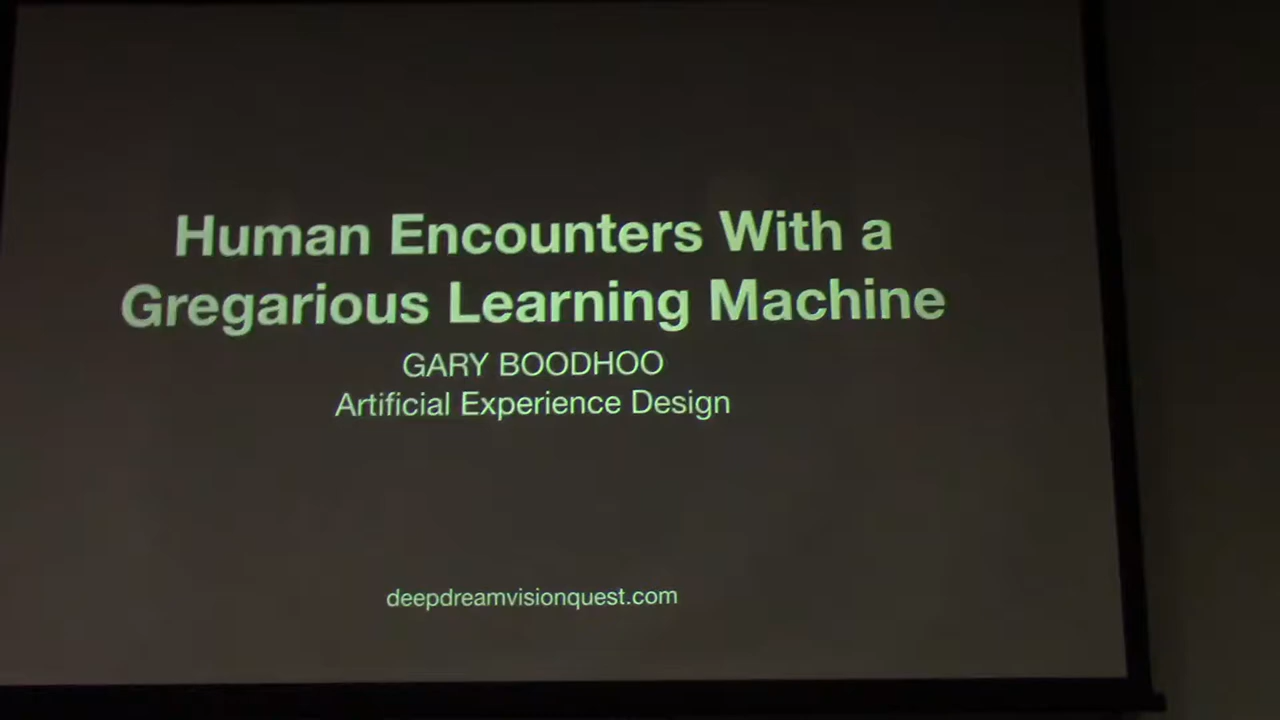 Human Encounters With a
Gregarious Learning Machine
GARY BOODHOO
Artificial Experience Design
deepdreamvisionquest.com